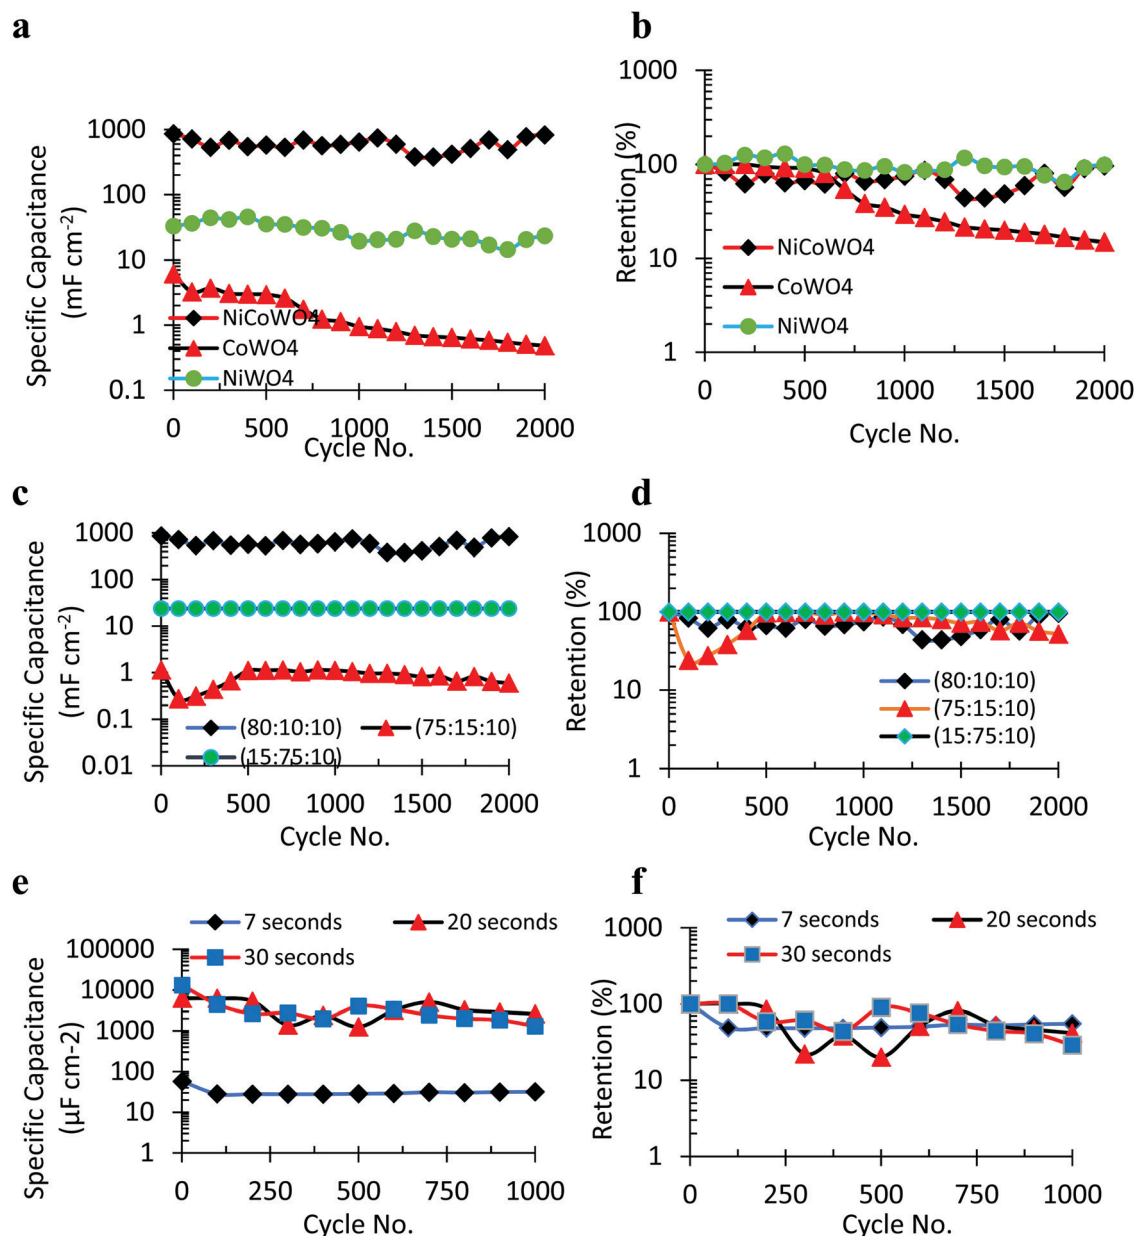 a
Specific Capacitance
(mF cm-2)
1000
100
10
1
0.1
NiCoWO4
CoWO4
NiWO4
0 500 1000 1500 2000
Cycle No.
b
Retention (%)
1000
100
10
1
NiCoWO4
CoWO4
NiWO4
0 500 1000 1500 2000
Cycle No.
c
Specific Capacitance
(mF cm-2)
1000
100
10
1
0.1
0.01
(80:10:10) (75:15:10)
(15:75:10)
0 500 1000 1500 2000
Cycle No.
d
Retention (%)
1000
100
10
1
(80:10:10)
(75:15:10)
(15:75:10)
0 500 1000 1500 2000
Cycle No.
e
7 seconds 20 seconds
30 seconds
Specific Capacitance
(μF cm-2)
100000
10000
1000
100
10
1
0 250 500 750 1000
Cycle No.
f
7 seconds 20 seconds
30 seconds
Retention (%)
1000
100
10
1
0 250 500 750 1000
Cycle No.